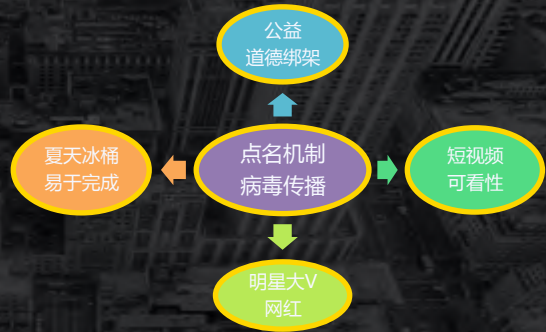 公益
道德绑架
夏天冰桶
易于完成
点名机制
病毒传播
短视频
可看性
明星大V
网红